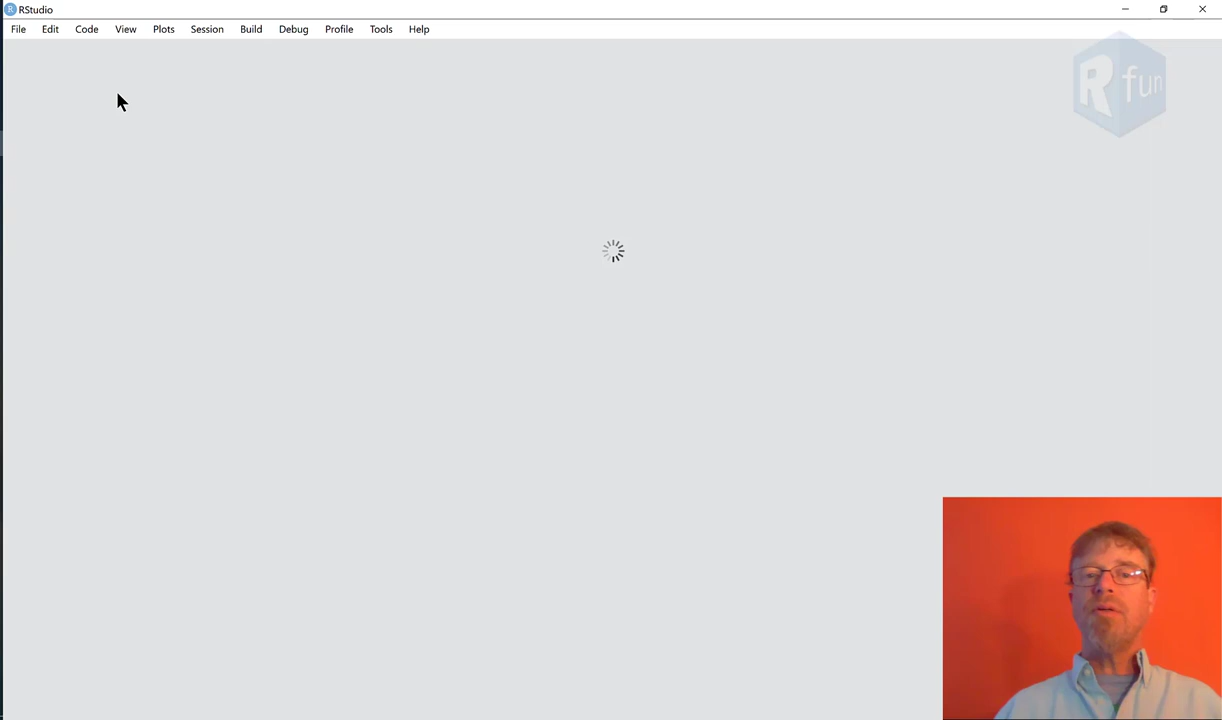 R RStudio
File Edit Code View Plots Session Build Debug Profile Tools Help
R fun